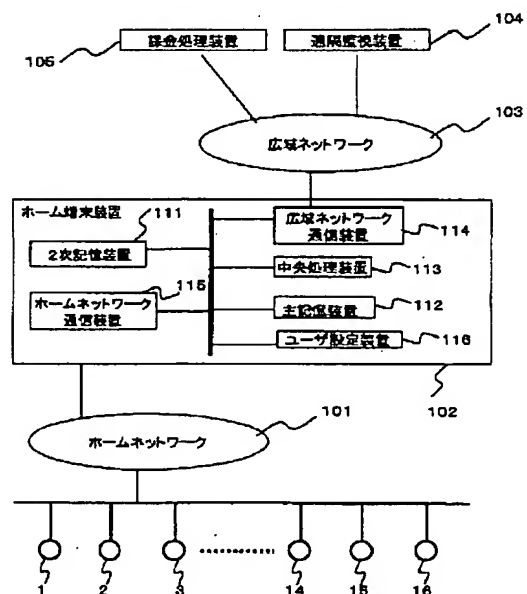 105
課金処理装置
遠隔監視装置
104
103
広域ネットワーク
ホーム端末装置
111
2次記憶装置
115
ホームネットワーク
通信装置
広域ネットワーク
通信装置
114
中央処理装置
113
主記憶装置
112
ユーザ設定装置
116
102
101
ホームネットワーク
1
2
3
14
15
16